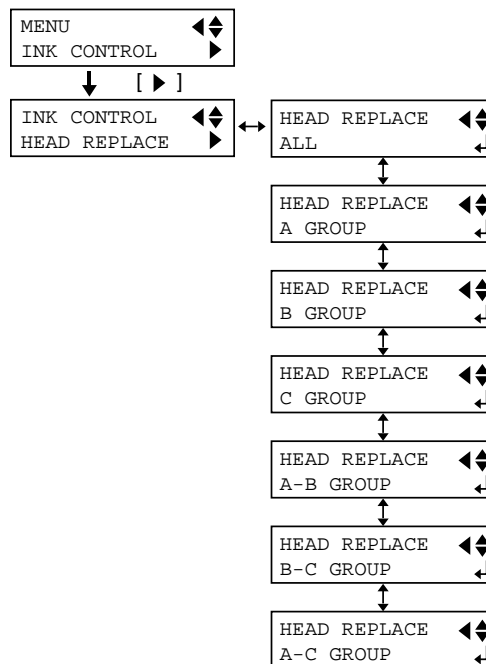 MENU
INK CONTROL
[ ▶ ]
INK CONTROL
HEAD REPLACE
HEAD REPLACE
ALL
HEAD REPLACE
A GROUP
HEAD REPLACE
B GROUP
HEAD REPLACE
C GROUP
HEAD REPLACE
A-B GROUP
HEAD REPLACE
B-C GROUP
HEAD REPLACE
A-C GROUP